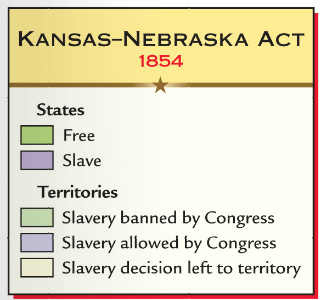 KANSAS–NEBRASKA ACT
1854
States
Free
Slave
Territories
Slavery banned by Congress
Slavery allowed by Congress
Slavery decision left to territory